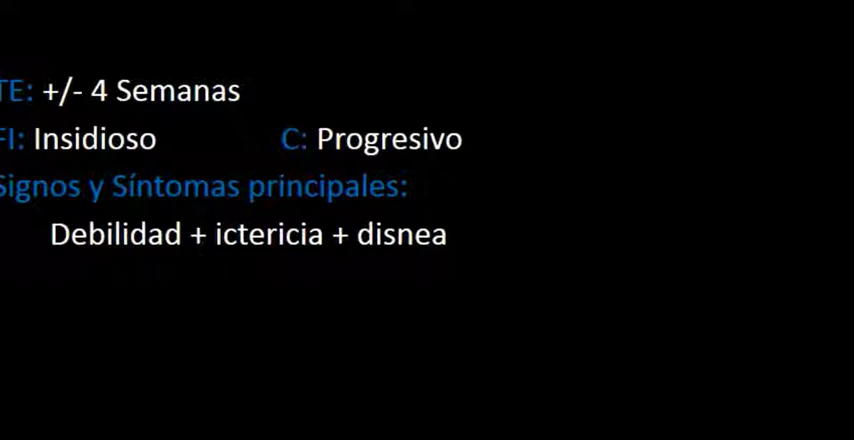 TE: +/- 4 Semanas
FI: Insidioso C: Progresivo
Signos y Síntomas principales:
Debilidad + ictericia + disnea